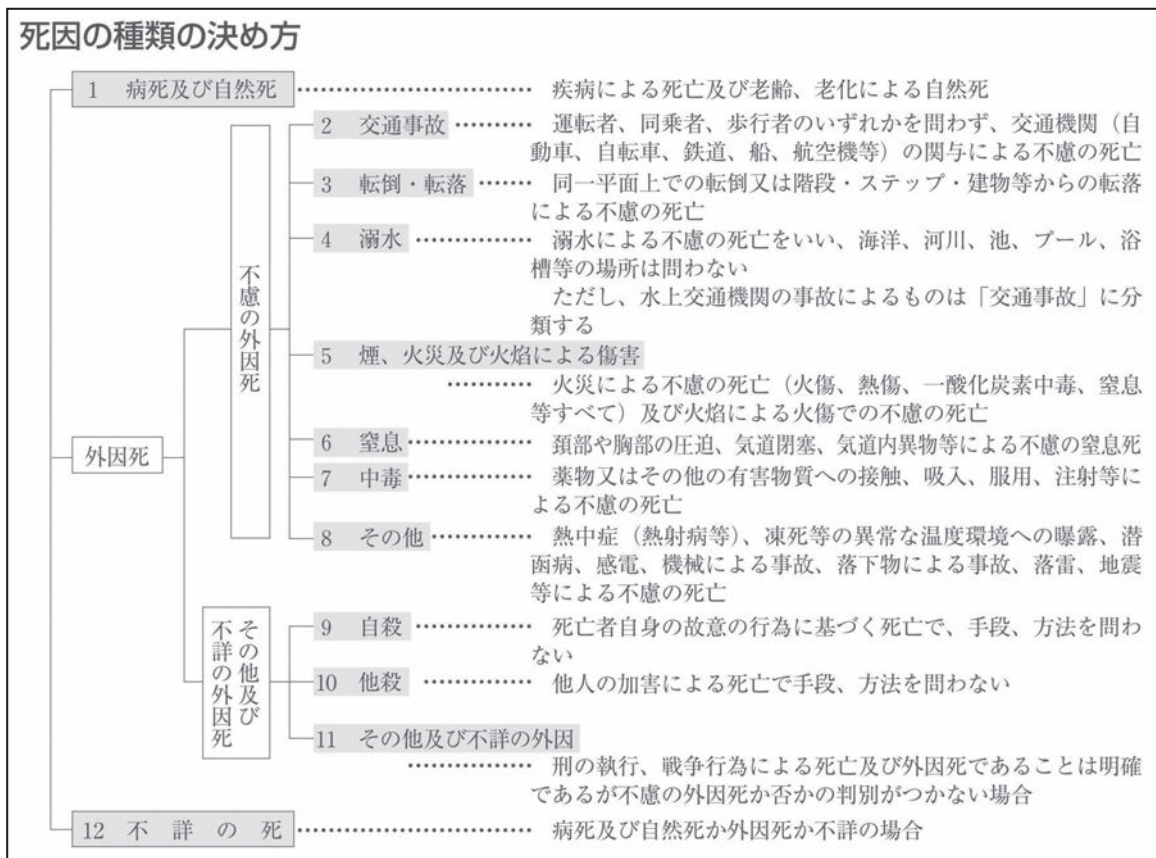 死因の種類の決め方
1 病死及び自然死 ………… 疾病による死亡及び老齢、老化による自然死
2 交通事故 ………… 運転者、同乗者、歩行者のいずれかを問わず、交通機関（自
動車、自転車、鉄道、船、航空機等）の関与による不慮の死亡
3 転倒・転落 ………… 同一平面上での転倒又は階段・ステップ・建物等からの転落
による不慮の死亡
4 溺水 ………… 溺水による不慮の死亡をいい、海洋、河川、池、プール、浴
槽等の場所は問わない
ただし、水上交通機関の事故によるものは「交通事故」に分
類する
不慮の外因死
5 煙、火災及び火焰による傷害
………… 火災による不慮の死亡（火傷、熱傷、一酸化炭素中毒、窒息
等すべて）及び火焰による火傷での不慮の死亡
外因死
6 窒息 ………… 頚部や胸部の圧迫、気道閉塞、気道内異物等による不慮の窒息死
7 中毒 ………… 薬物又はその他の有害物質への接触、吸入、服用、注射等に
よる不慮の死亡
8 その他 ………… 熱中症（熱射病等）、凍死等の異常な温度環境への曝露、潜
函病、感電、機械による事故、落下物による事故、落雷、地震
等による不慮の死亡
その他及び
不詳の外因死
9 自殺 ………… 死亡者自身の故意の行為に基づく死亡で、手段、方法を問わ
ない
10 他殺 ………… 他人の加害による死亡で手段、方法を問わない
11 その他及び不詳の外因
………… 刑の執行、戦争行為による死亡及び外因死であることは明確
であるが不慮の外因死か否かの判別がつかない場合
12 不詳の死 ………… 病死及び自然死か外因死か不詳の場合